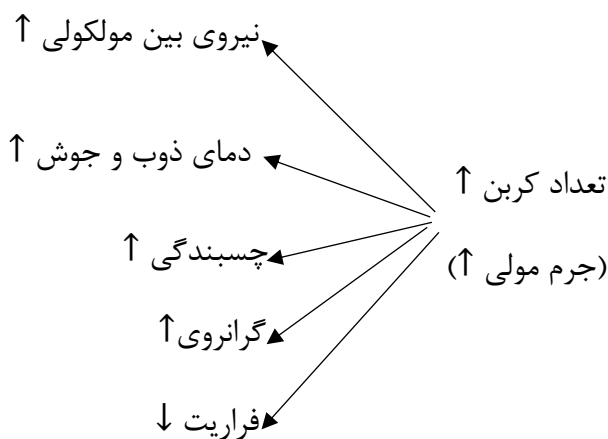 تعداد کربن ↑
(جرم مولی ↑)
نیروی بین مولکولی ↑
دمای ذوب و جوش ↑
چسبندگی ↑
گرانروی↑
فراریت ↓